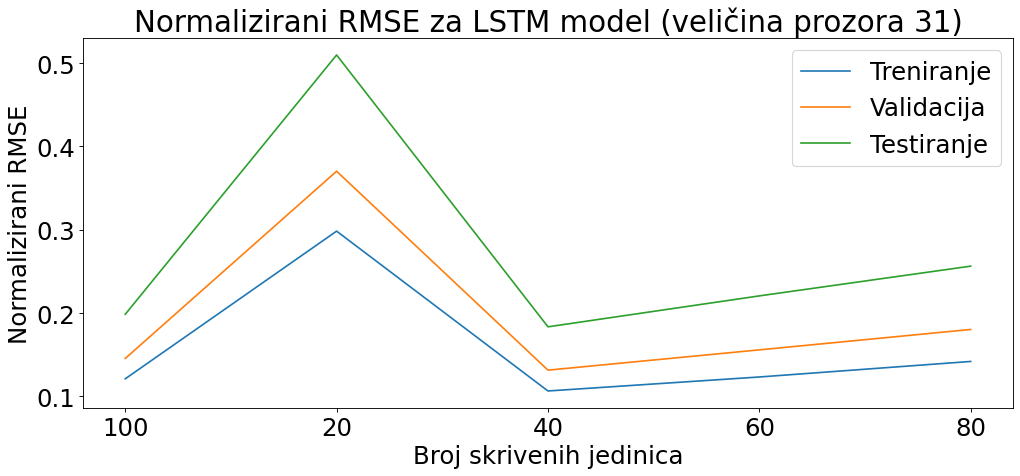 Normalizirani RMSE za LSTM model (veličina prozora 31)
Normalizirani RMSE
0.5
0.4
0.3
0.2
0.1
Treniranje
Validacija
Testiranje
100 20 40 60 80
Broj skrivenih jedinica